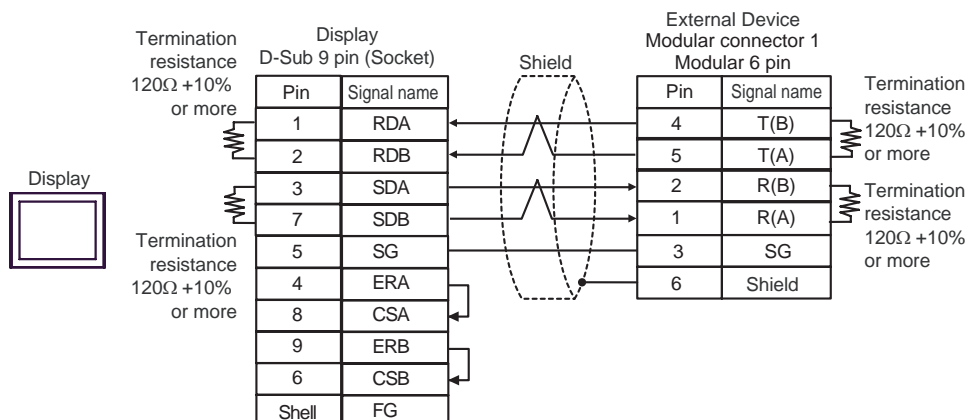 External Device
Modular connector 1
Modular 6 pin
Display
D-Sub 9 pin (Socket)
Shield
Termination
resistance
120Ω +10%
or more
Pin Signal name
1 RDA
2 RDB
3 SDA
7 SDB
5 SG
4 ERA
8 CSA
9 ERB
6 CSB
Shell FG
Pin Signal name
4 T(B)
5 T(A)
2 R(B)
1 R(A)
3 SG
6 Shield
Termination
resistance
120Ω +10%
or more
Termination
resistance
120Ω +10%
or more
Display
Termination
resistance
120Ω +10%
or more